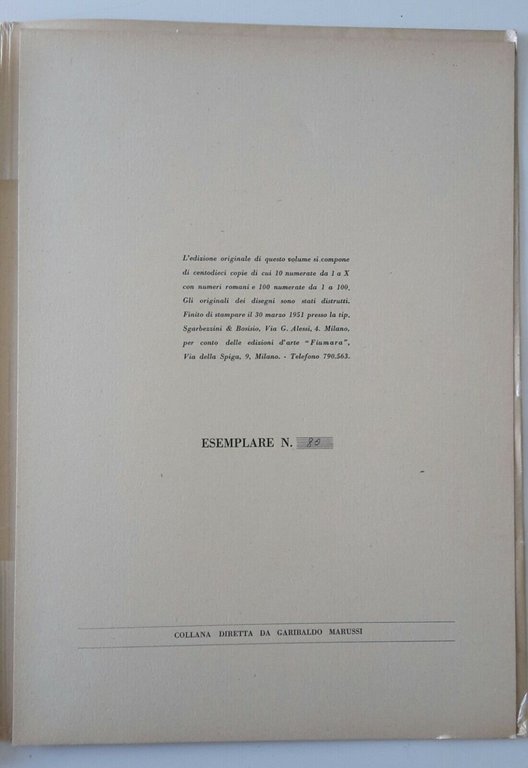 L'edizione originale di questo volume si compone
di centodieci copie di cui 10 numerate da I a X
con numeri romani e 100 numerate da 1 a 100.
Gli originali dei disegni sono stati distrutti.
Finito di stampare il 30 marzo 1951 presso la tip.
Sgarbezzini & Bosisio, Via G. Alessi, 4. Milano,
per conto delle edizioni d'arte "Fiumara",
Via della Spiga, 9, Milano. - Telefono 790.563.
ESEMPLARE N. 80
COLLANA DIRETTA DA GARIBALDO MARUSSI